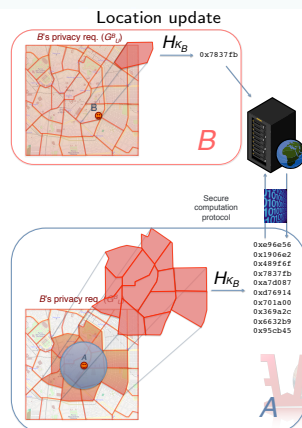 Location update
B's privacy req. (G^B_U)
H_{K_B}
0x7837fb
B
B
Secure
computation
protocol
0xe96e56
0x1906e2
0x489f6f
0x7837fb
0xa7d087
0xd76914
0x701a00
0x369a2c
0x6632b9
0x95cb45
H_{K_B}
B's privacy req.
A
A